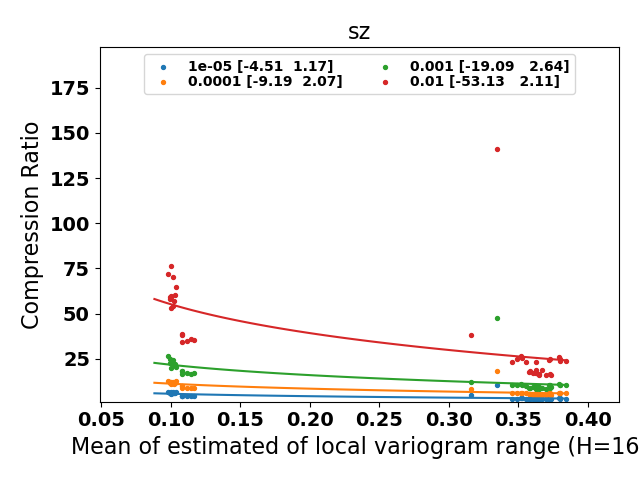 sz
1e-05 [-4.51  1.17]
0.0001 [-9.19  2.07]
0.001 [-19.09   2.64]
0.01 [-53.13   2.11]
Compression Ratio
175
150
125
100
75
50
25
0.05 0.10 0.15 0.20 0.25 0.30 0.35 0.40
Mean of estimated of local variogram range (H=16